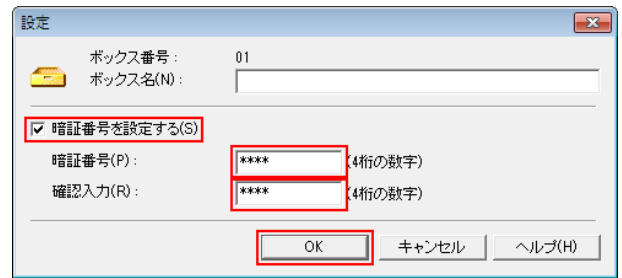 設定
ボックス番号： 01
ボックス名(N)：
暗証番号を設定する(S)
暗証番号(P)： **** (4桁の数字)
確認入力(R)： **** (4桁の数字)
OK キャンセル ヘルプ(H)